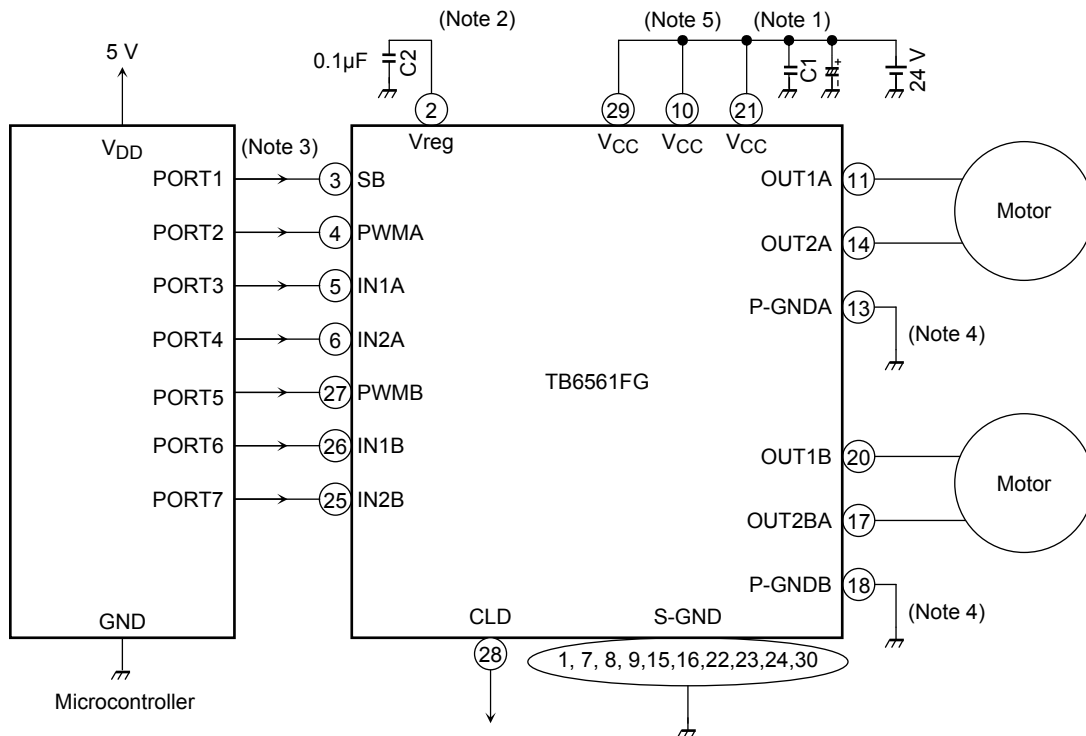 (Note 2)
(Note 5)
(Note 1)
5 V
0.1μF
C2
C1
+
-
24 V
2
29
10
21
VDD
(Note 3)
Vreg
VCC
VCC
VCC
PORT1
3
SB
OUT1A
11
Motor
PORT2
4
PWMA
OUT2A
14
PORT3
5
IN1A
P-GNDA
13
(Note 4)
PORT4
6
IN2A
TB6561FG
PORT5
27
PWMB
PORT6
26
IN1B
OUT1B
20
Motor
PORT7
25
IN2B
OUT2BA
17
P-GNDB
18
(Note 4)
GND
CLD
S-GND
28
1, 7, 8, 9,15,16,22,23,24,30
Microcontroller